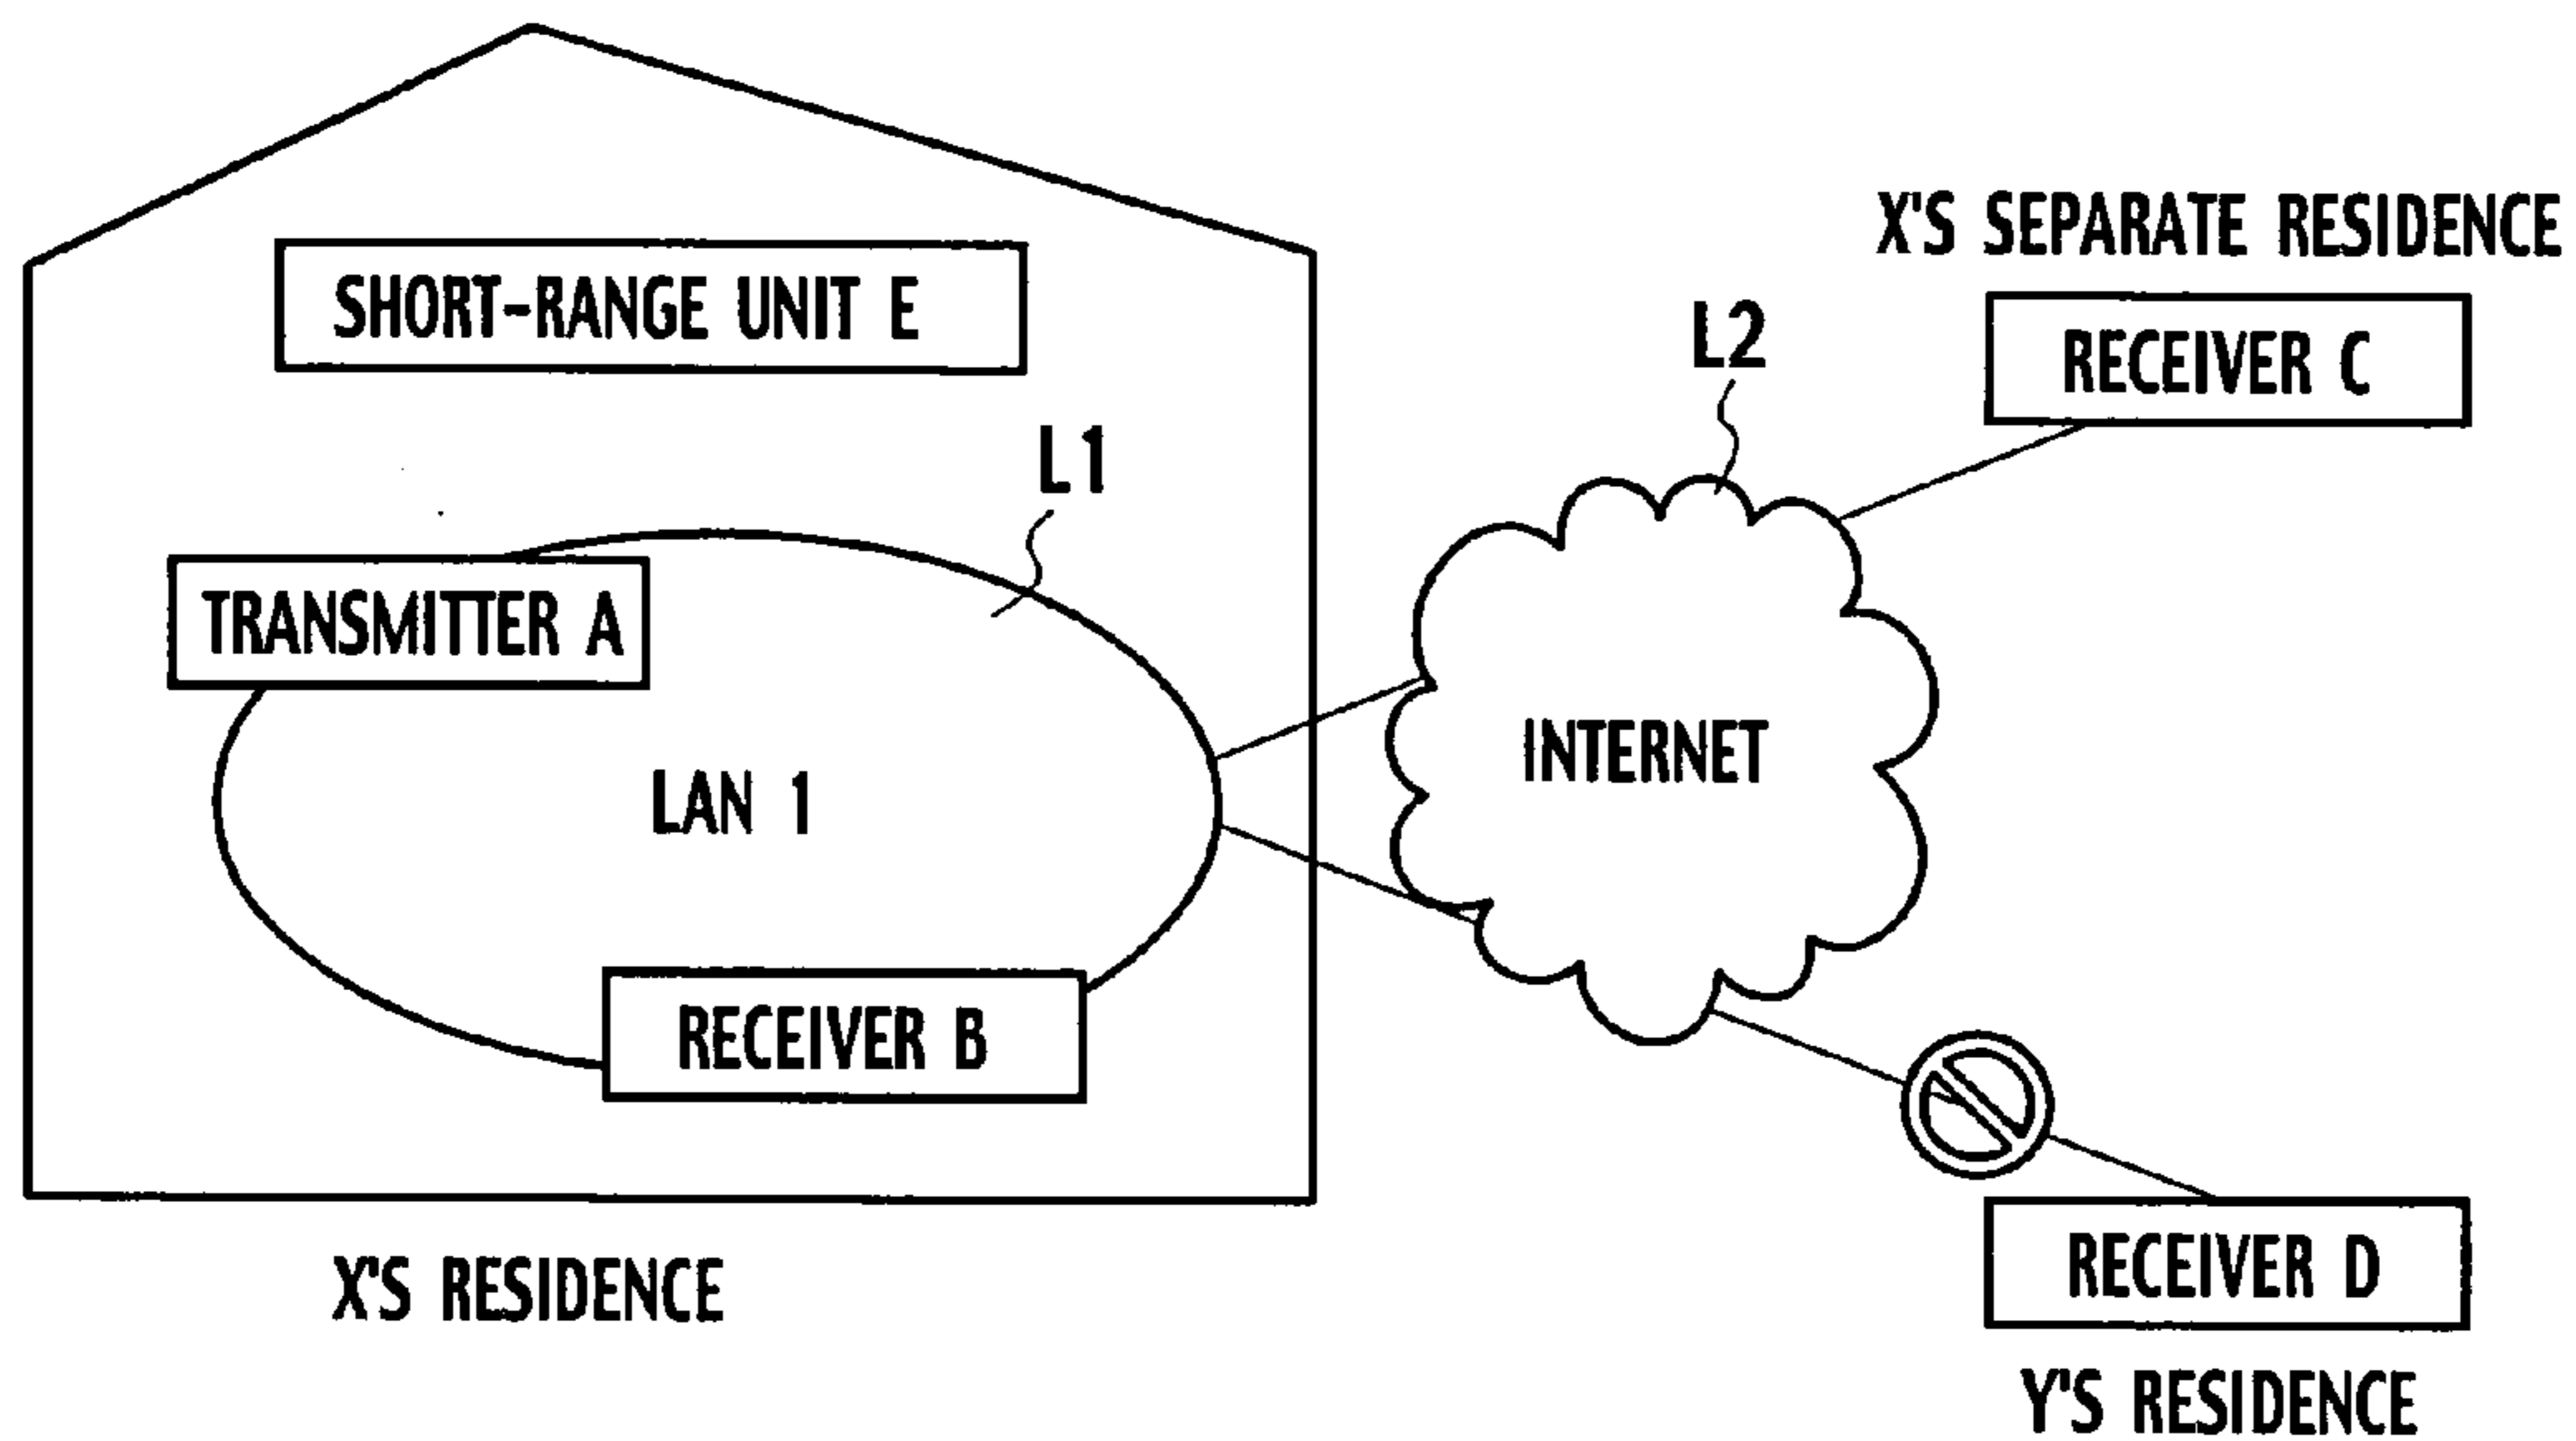 X'S SEPARATE RESIDENCE
SHORT-RANGE UNIT E
L2
RECEIVER C
L1
TRANSMITTER A
INTERNET
LAN 1
RECEIVER B
RECEIVER D
X'S RESIDENCE
Y'S RESIDENCE